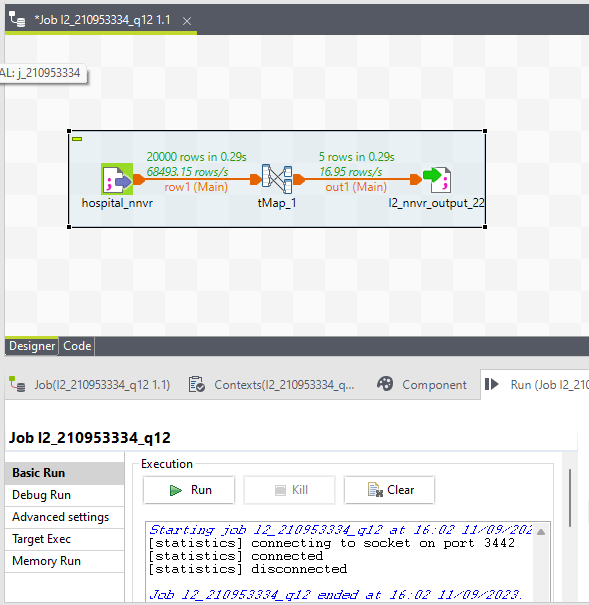 *Job l2_210953334_q12 1.1
AL: j_210953334
20000 rows in 0.29s
68493.15 rows/s
row1 (Main)
5 rows in 0.29s
16.95 rows/s
out1 (Main)
hospital_nnvr
tMap_1
l2_nnvr_output_22
Designer
Code
Job(l2_210953334_q12 1.1)
Contexts(l2_210953334_q...
Component
Run (Job l2_210
Job l2_210953334_q12
Basic Run
Debug Run
Advanced settings
Target Exec
Memory Run
Execution
Run
Kill
Clear
Starting job l2_210953334_q12 at 16:02 11/09/202
[statistics] connecting to socket on port 3442
[statistics] connected
[statistics] disconnected
Job l2_210953334_q12 ended at 16:02 11/09/2023.